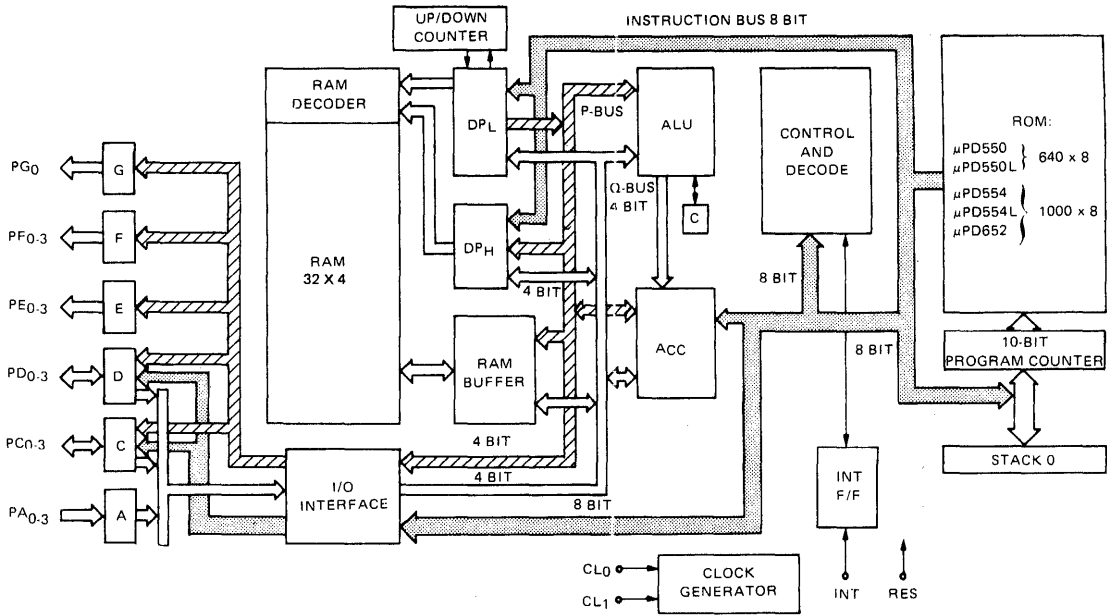 UP/DOWN
COUNTER
INSTRUCTION BUS 8 BIT
RAM
DECODER
DPL
P-BUS
ALU
CONTROL
AND
DECODE
ROM:
µPD550
µPD550L
640 x 8
µPD554
µPD554L
µPD652
1000 x 8
PG0
G
PF0-3
F
PE0-3
E
PD0-3
D
PC0-3
C
PA0-3
A
RAM
32 X 4
Ω-BUS
4 BIT
C
DPH
4 BIT
8 BIT
RAM
BUFFER
ACC
8 BIT
10-BIT
PROGRAM COUNTER
4 BIT
STACK 0
I/O
INTERFACE
4 BIT
8 BIT
INT
F/F
CL0
CL1
CLOCK
GENERATOR
INT
RES